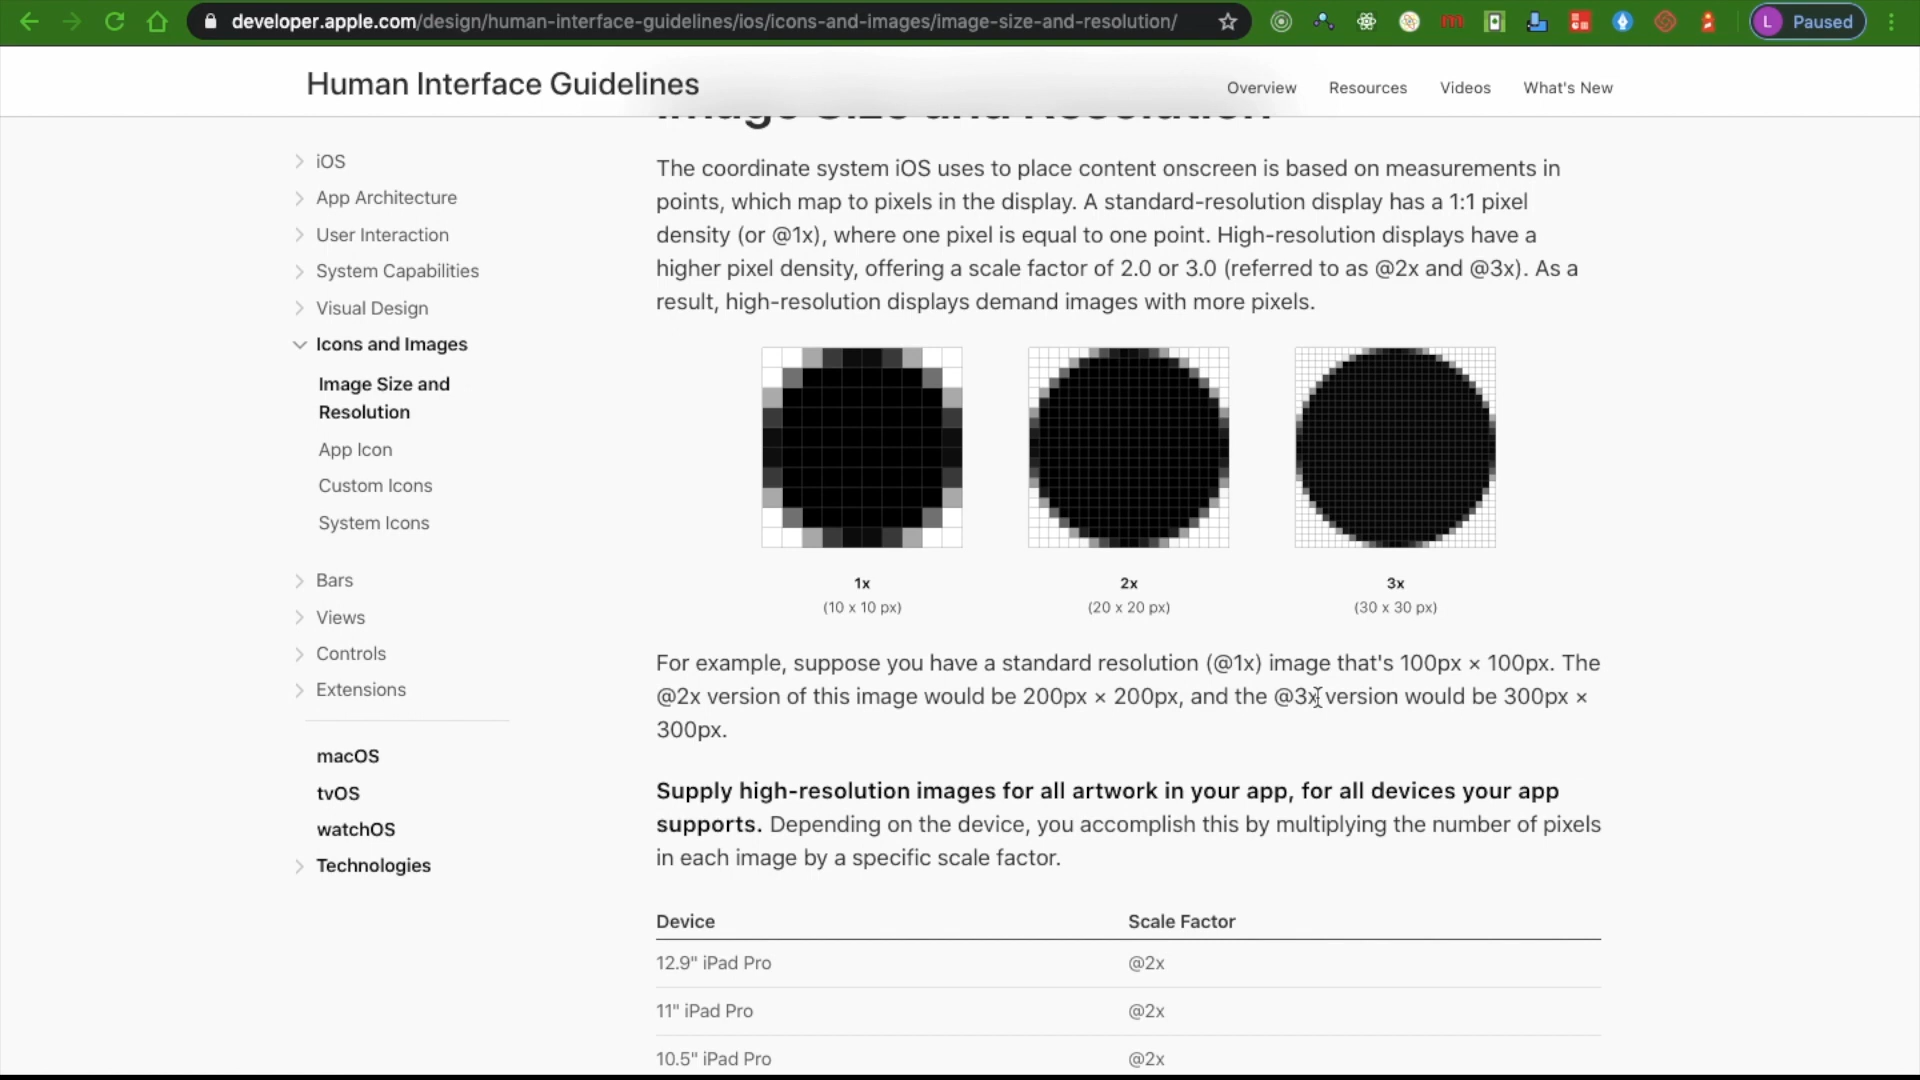 developer.apple.com/design/human-interface-guidelines/ios/icons-and-images/image-size-and-resolution/
L Paused
Human Interface Guidelines
Overview Resources Videos What's New
Image Size and Resolution
iOS
App Architecture
User Interaction
System Capabilities
Visual Design
Icons and Images
Image Size and
Resolution
App Icon
Custom Icons
System Icons
Bars
Views
Controls
Extensions
macOS
tvOS
watchOS
Technologies
The coordinate system iOS uses to place content onscreen is based on measurements in
points, which map to pixels in the display. A standard-resolution display has a 1:1 pixel
density (or @1x), where one pixel is equal to one point. High-resolution displays have a
higher pixel density, offering a scale factor of 2.0 or 3.0 (referred to as @2x and @3x). As a
result, high-resolution displays demand images with more pixels.
1x 2x 3x
(10 x 10 px) (20 x 20 px) (30 x 30 px)
For example, suppose you have a standard resolution (@1x) image that's 100px × 100px. The
@2x version of this image would be 200px × 200px, and the @3x version would be 300px ×
300px.
Supply high-resolution images for all artwork in your app, for all devices your app
supports. Depending on the device, you accomplish this by multiplying the number of pixels
in each image by a specific scale factor.
Device Scale Factor
12.9" iPad Pro @2x
11" iPad Pro @2x
10.5" iPad Pro @2x